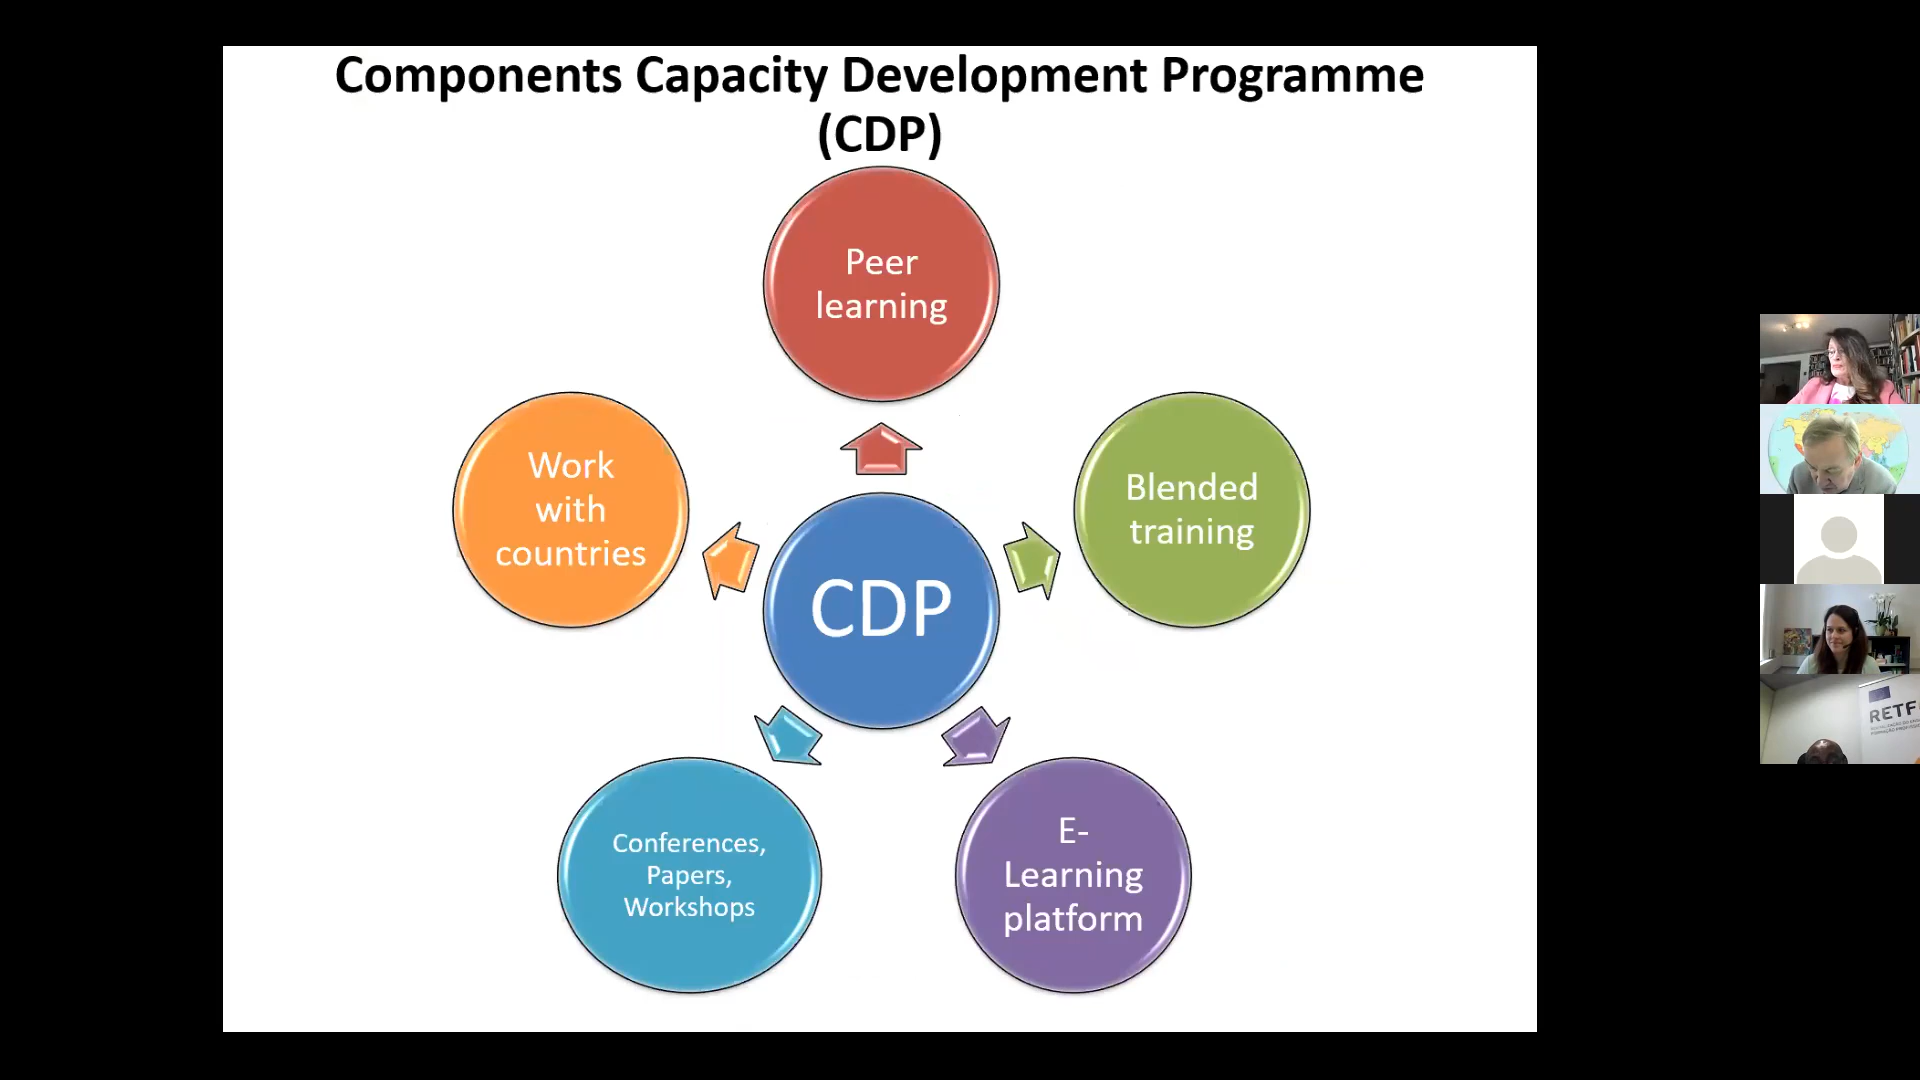 Components Capacity Development Programme
(CDP)
Peer
learning
Work
with
countries
Blended
training
CDP
Conferences,
Papers,
Workshops
E-
Learning
platform
RETF